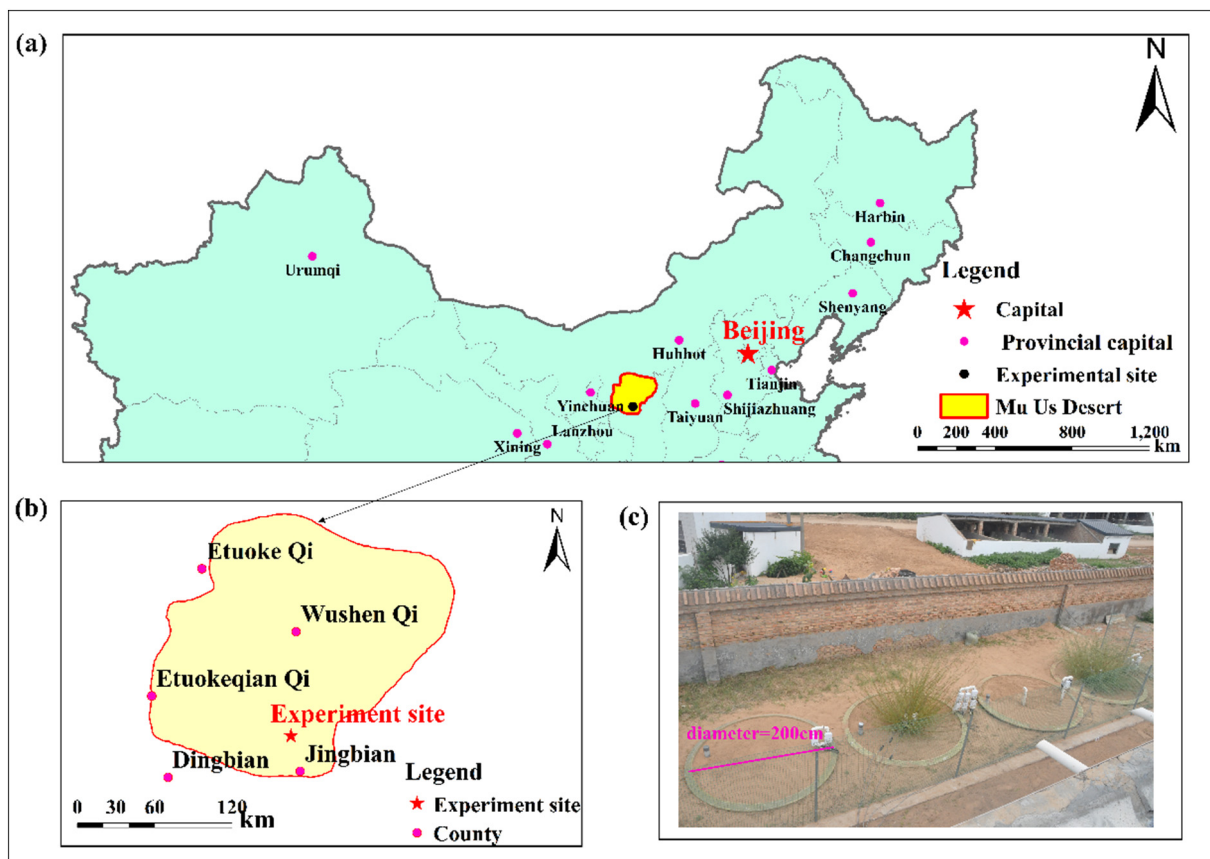 (a)
N
Harbin
Changchun
Urumqi
Legend
Shenyang
Capital
Beijing
Provincial capital
Huhhot
Tianjin
Experimental site
Yinchuan
Taiyuan
Shijiazhuang
Mu Us Desert
Lanzhou
Xining
0 200 400 800 1,200
km
(b)
N
Etuoke Qi
Wushen Qi
Etuokeqian Qi
Experiment site
Dingbian
Jingbian
Legend
0 30 60 120
km
Experiment site
County
(c)
diameter=200cm